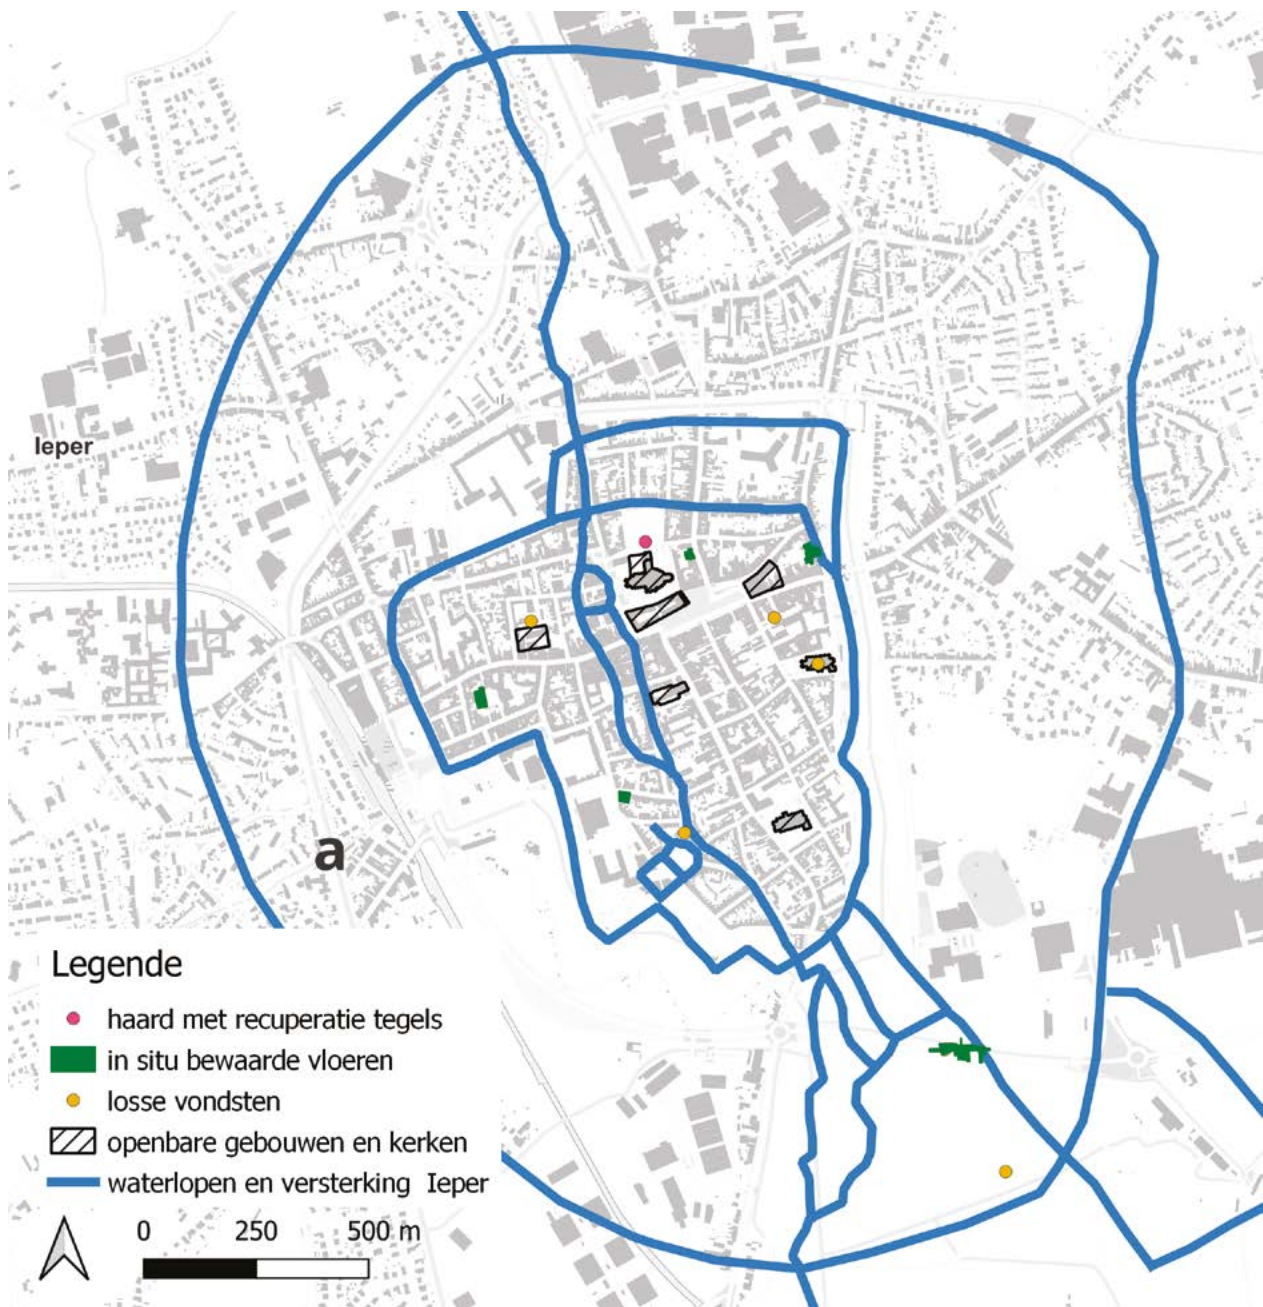 Ieper
a
Legende
haard met recuperatie tegels
in situ bewaarde vloeren
losse vondsten
openbare gebouwen en kerken
waterlopen en versterking Ieper
0 250 500 m